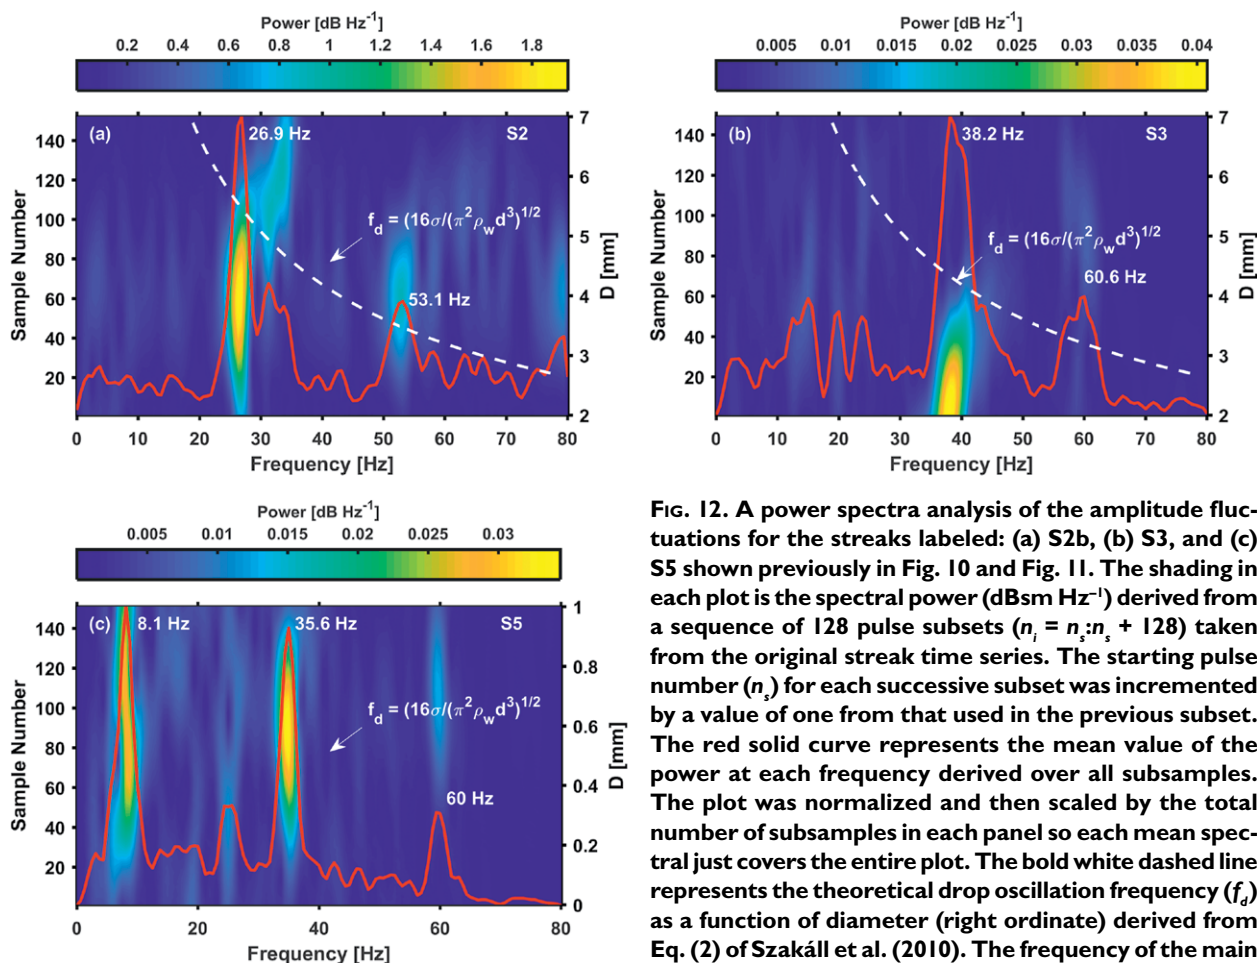 Power [dB Hz⁻¹]
0.2 0.4 0.6 0.8 1 1.2 1.4 1.6 1.8
(a) 26.9 Hz S2
f_d = (16σ/(π²ρ_w d³)^1/2
53.1 Hz
140 120 100 80 60 40 20
Sample Number
7 6 5 4 3 2
D [mm]
0 10 20 30 40 50 60 70 80
Frequency [Hz]
Power [dB Hz⁻¹]
0.005 0.01 0.015 0.02 0.025 0.03 0.035 0.04
(b) 38.2 Hz S3
f_d = (16σ/(π²ρ_w d³)^1/2
60.6 Hz
140 120 100 80 60 40 20
Sample Number
7 6 5 4 3 2
D [mm]
0 10 20 30 40 50 60 70 80
Frequency [Hz]
Power [dB Hz⁻¹]
0.005 0.01 0.015 0.02 0.025 0.03
(c) 8.1 Hz 35.6 Hz S5
f_d = (16σ/(π²ρ_w d³)^1/2
60 Hz
140 120 100 80 60 40 20
Sample Number
1 0.8 0.6 0.4 0.2 0
D [mm]
0 10 20 30 40 50 60 70 80
Frequency [Hz]
FIG. 12. A power spectra analysis of the amplitude fluc-
tuations for the streaks labeled: (a) S2b, (b) S3, and (c)
S5 shown previously in Fig. 10 and Fig. 11. The shading in
each plot is the spectral power (dBsm Hz⁻¹) derived from
a sequence of 128 pulse subsets (n_i = n_s:n_s + 128) taken
from the original streak time series. The starting pulse
number (n_s) for each successive subset was incremented
by a value of one from that used in the previous subset.
The red solid curve represents the mean value of the
power at each frequency derived over all subsamples.
The plot was normalized and then scaled by the total
number of subsamples in each panel so each mean spec-
tral just covers the entire plot. The bold white dashed line
represents the theoretical drop oscillation frequency (f_d)
as a function of diameter (right ordinate) derived from
Eq. (2) of Szakáll et al. (2010). The frequency of the main